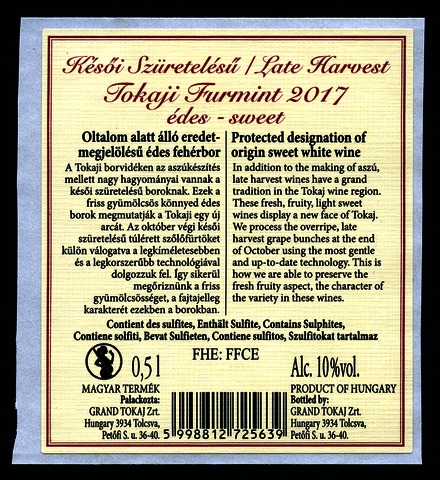 Késői Szüretelésű / Late Harvest
Tokaji Furmint 2017
édes - sweet
Oltalom alatt álló eredet-
megjelölésű édes fehérbor
A Tokaji borvidéken az aszúkészítés
mellett nagy hagyományai vannak a
késői szüretelésű boroknak. Ezek a
friss gyümölcsös könnyed édes
borok megmutatják a Tokaji egy új
arcát. Az október végi késői
szüretelésű túlérett szőlőfürtöket
külön válogatva a legkíméletesebben
és a legkorszerűbb technológiával
dolgozzuk fel. Így sikerül
megőriznünk a friss
gyümölcsösséget, a fajtajelleg
karakterét ezekben a borokban.
Protected designation of
origin sweet white wine
In addition to the making of aszú,
late harvest wines have a grand
tradition in the Tokaj wine region.
These fresh, fruity, light sweet
wines display a new face of Tokaj.
We process the overripe, late
harvest grape bunches at the end
of October using the most gentle
and up-to-date technology. This is
how we are able to preserve the
fresh fruity aspect, the character of
the variety in these wines.
Contient des sulfites, Enthält Sulfite, Contains Sulphites,
Contiene solfiti, Bevat Sulfieten, Contiene sulfitos, Szulfitokat tartalmaz
0,5 l
FHE: FFCE
Alc. 10%vol.
MAGYAR TERMÉK
Palackozta:
GRAND TOKAJ Zrt.
Hungary 3934 Tolcsva,
Petőfi S. u. 36-40.
PRODUCT OF HUNGARY
Bottled by:
GRAND TOKAJ Zrt.
Hungary 3934 Tolcsva,
Petőfi S. u. 36-40.
5 998812 725639